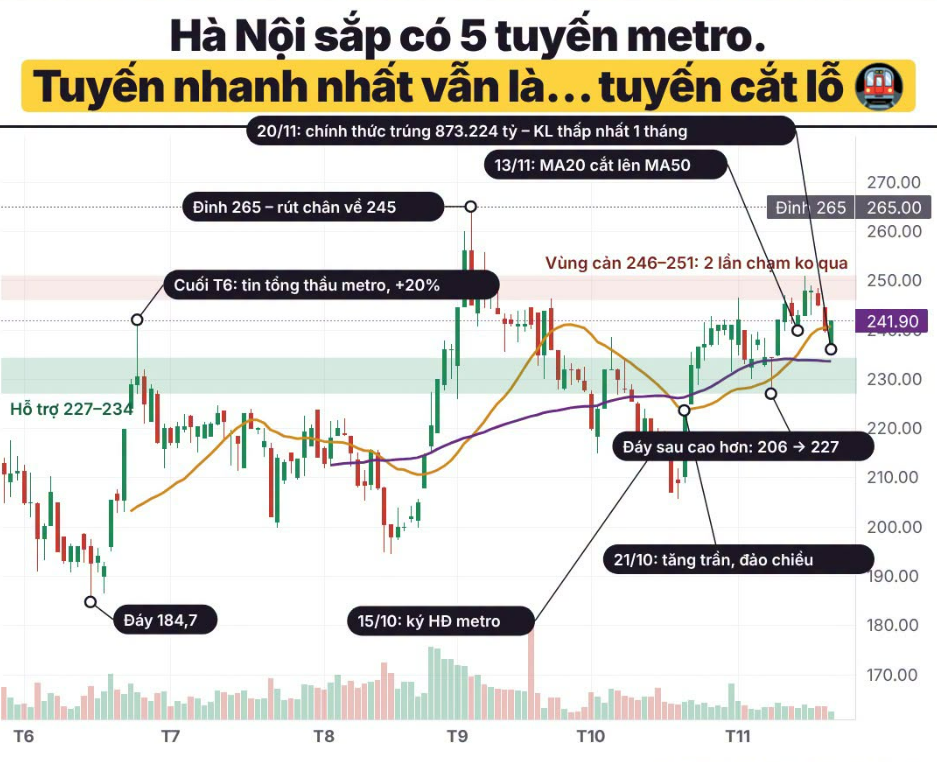 Hà Nội sắp có 5 tuyến metro.
Tuyến nhanh nhất vẫn là... tuyến cắt lỗ
20/11: chính thức trúng 873.224 tỷ – KL thấp nhất 1 tháng
13/11: MA20 cắt lên MA50
270.00
Đỉnh 265 – rút chân về 245
Đỉnh 265
265.00
260.00
Vùng cản 246–251: 2 lần chạm ko qua
250.00
Cuối T6: tin tổng thầu metro, +20%
241.90
240.00
230.00
Hỗ trợ 227–234
220.00
Đáy sau cao hơn: 206 → 227
210.00
200.00
21/10: tăng trần, đảo chiều
190.00
Đáy 184,7
15/10: ký HĐ metro
180.00
170.00
T6 T7 T8 T9 T10 T11